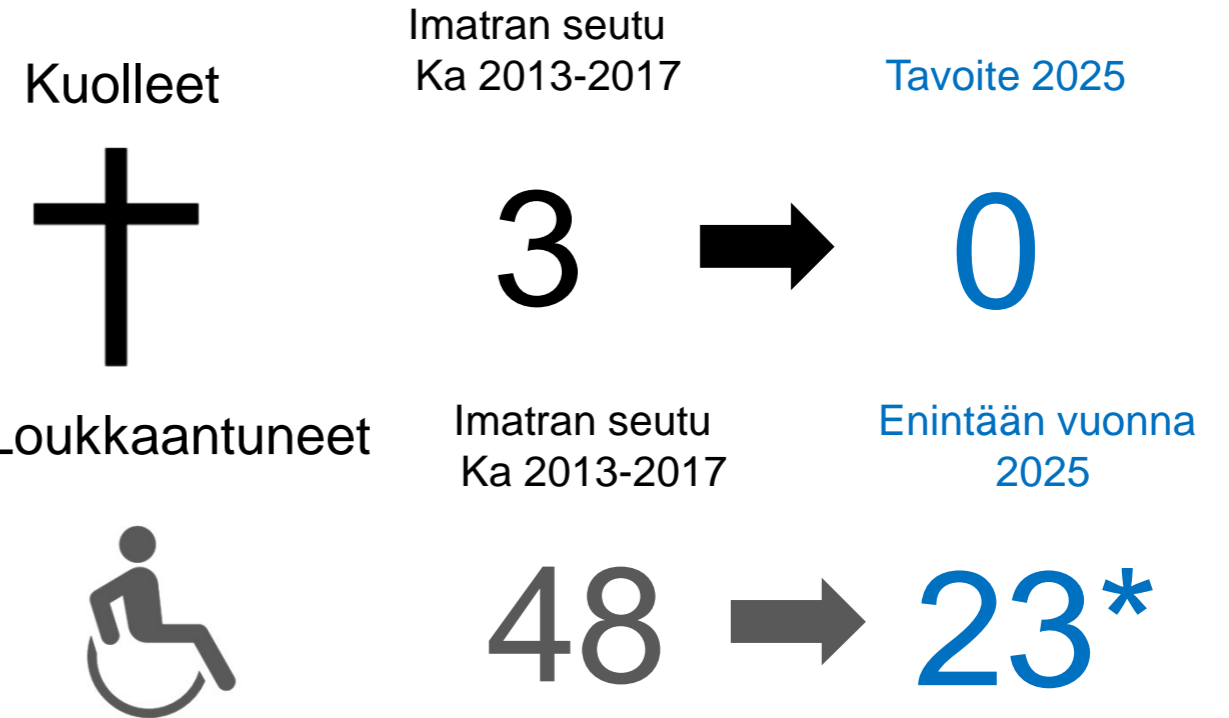 Kuolleet
Imatran seutu
Ka 2013-2017
Tavoite 2025
3
0
Loukkaantuneet
Imatran seutu
Ka 2013-2017
Enintään vuonna
2025
48
23*